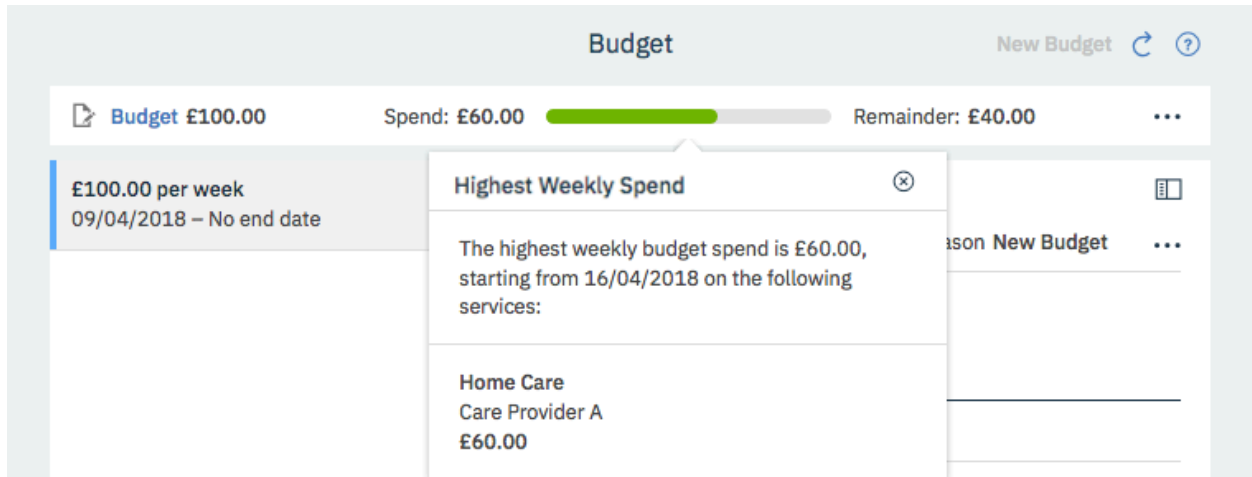 Budget
New Budget
Budget £100.00 Spend: £60.00 Remainder: £40.00
£100.00 per week
09/04/2018 – No end date
Highest Weekly Spend
The highest weekly budget spend is £60.00,
starting from 16/04/2018 on the following
services:
Home Care
Care Provider A
£60.00
New Budget